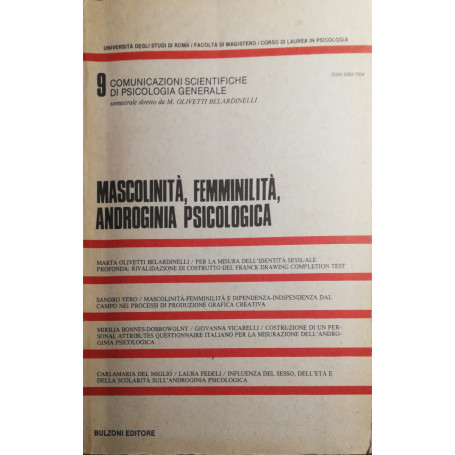 UNIVERSITÀ DEGLI STUDI DI ROMA / FACOLTÀ DI MAGISTERO / CORSO DI LAUREA IN PSICOLOGIA
9 COMUNICAZIONI SCIENTIFICHE
DI PSICOLOGIA GENERALE
semestrale diretto da M. OLIVETTI BELARDINELLI
MASCOLINITÀ, FEMMINILITÀ,
ANDROGINIA PSICOLOGICA
MARTA OLIVETTI BELARDINELLI / PER LA MISURA DELL'IDENTITÀ SESSUALE
PROFONDA: RIVALIDAZIONE DI COSTRUTTO DEL FRANCK DRAWING COMPLETION TEST
SANDRO VERO / MASCOLINITÀ-FEMMINILITÀ E DIPENDENZA-INDIPENDENZA DAL
CAMPO NEI PROCESSI DI PRODUZIONE GRAFICA CREATIVA
MIRILIA BONNES-DOBROWOLNY / GIOVANNA VICARELLI / COSTRUZIONE DI UN PER-
SONAL ATTRIBUTES QUESTIONNAIRE ITALIANO PER LA MISURAZIONE DELL'ANDRO-
GINIA PSICOLOGICA
CARLAMARIA DEL MIGLIO / LAURA FEDELI / INFLUENZA DEL SESSO, DELL'ETÀ E
DELLA SCOLARITÀ SULL'ANDROGINIA PSICOLOGICA
BULZONI EDITORE